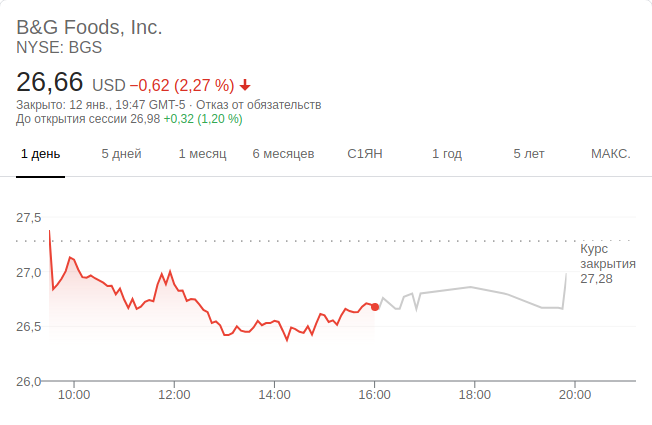 B&G Foods, Inc.
NYSE: BGS
26,66 USD −0,62 (2,27 %)
Закрыто: 12 янв., 19:47 GMT-5 · Отказ от обязательств
До открытия сессии 26,98 +0,32 (1,20 %)
1 день 5 дней 1 месяц 6 месяцев С1ЯН 1 год 5 лет МАКС.
27,5
Курс
закрытия
27,28
27,0
26,5
26,0
10:00 12:00 14:00 16:00 18:00 20:00